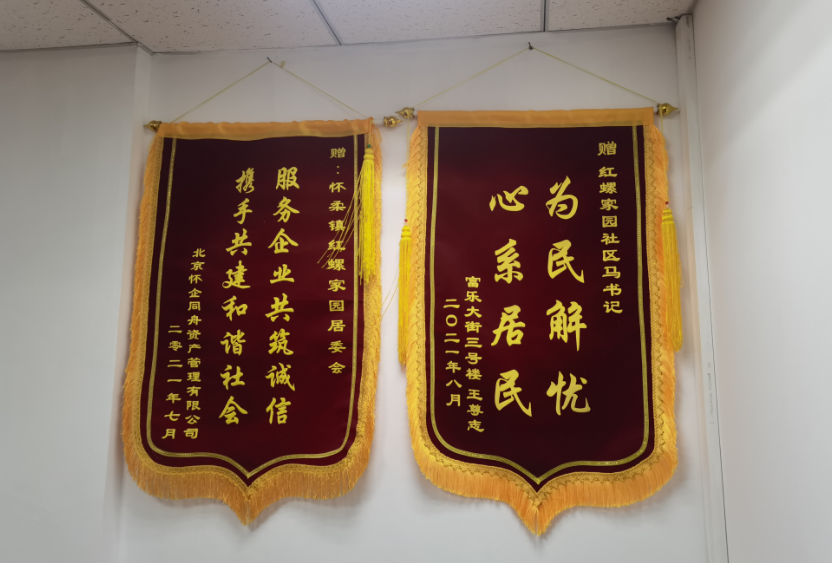 赠：怀柔镇红螺家园居委会
服务企业共筑诚信
携手共建和谐社会
北京怀企同舟资产管理有限公司
二零二一年七月
赠 红螺家园社区马书记
为民解忧
心系居民
富乐大街三号楼 王尊志
二〇二一年八月